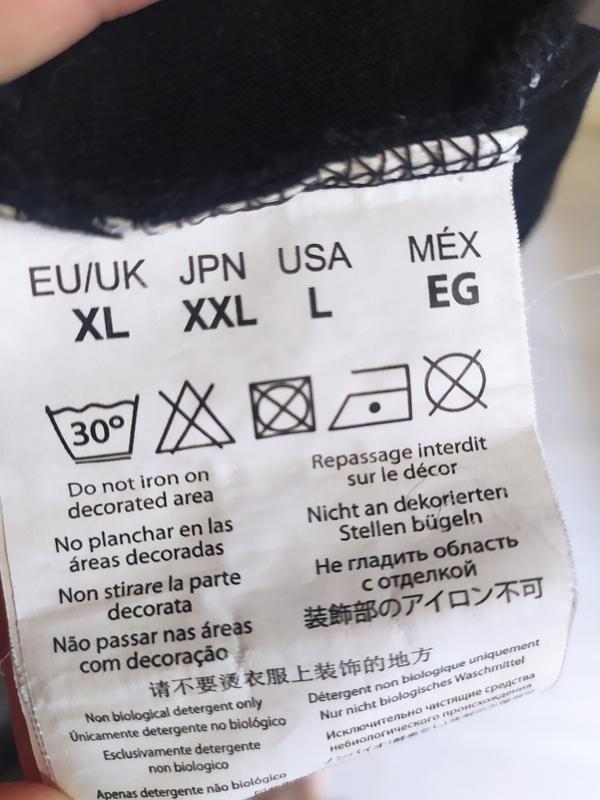 EU/UK JPN USA MÉX
XL XXL L EG
30°
Do not iron on
decorated area
No planchar en las
áreas decoradas
Non stirare la parte
decorata
Não passar nas áreas
com decoração
Repassage interdit
sur le décor
Nicht an dekorierten
Stellen bügeln
Не гладить область
с отделкой
装飾部のアイロン不可
请不要烫衣服上装饰的地方
Non biological detergent only
Únicamente detergente no biológico
Esclusivamente detergente
non biologico
Apenas detergente não biológico
Détergent non biologique uniquement
Nur nicht biologisches Waschmittel
Исключительно чистящие средства
небиологического происхождения